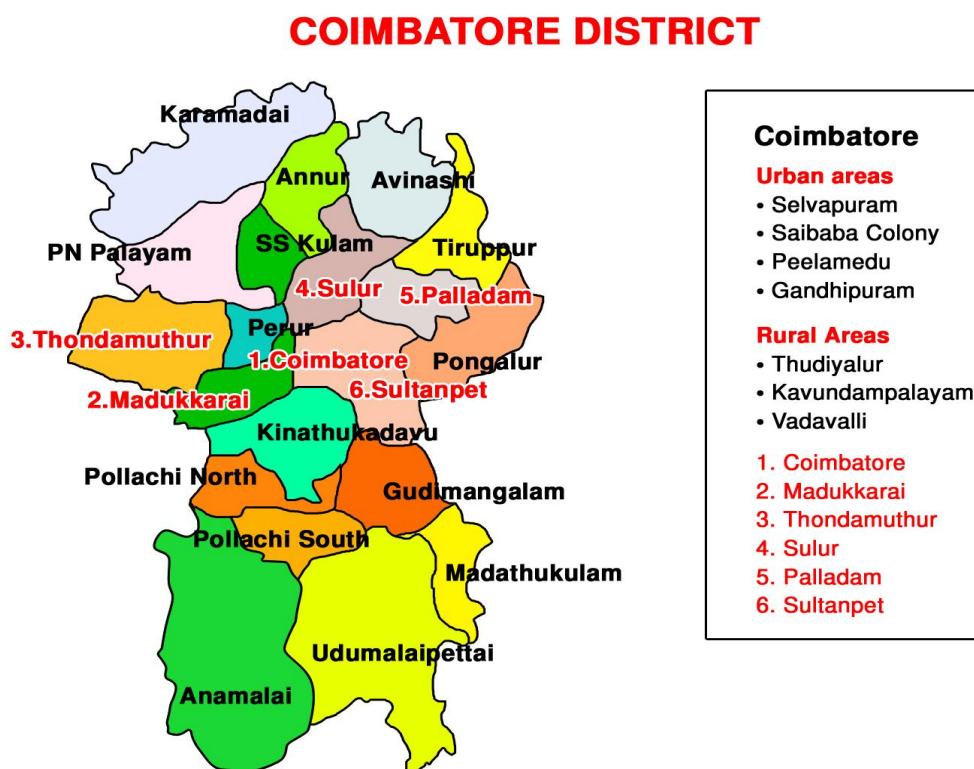 COIMBATORE DISTRICT
Karamadai
Annur
Avinashi
PN Palayam
SS Kulam
Tiruppur
4.Sulur
5.Palladam
3.Thondamuthur
Perur
1.Coimbatore
Pongalur
2.Madukkarai
6.Sultanpet
Kinathukadavu
Pollachi North
Gudimangalam
Pollachi South
Madathukulam
Udumalaipettai
Anamalai
Coimbatore
Urban areas
• Selvapuram
• Saibaba Colony
• Peelamedu
• Gandhipuram
Rural Areas
• Thudiyalur
• Kavundampalayam
• Vadavalli
1. Coimbatore
2. Madukkarai
3. Thondamuthur
4. Sulur
5. Palladam
6. Sultanpet